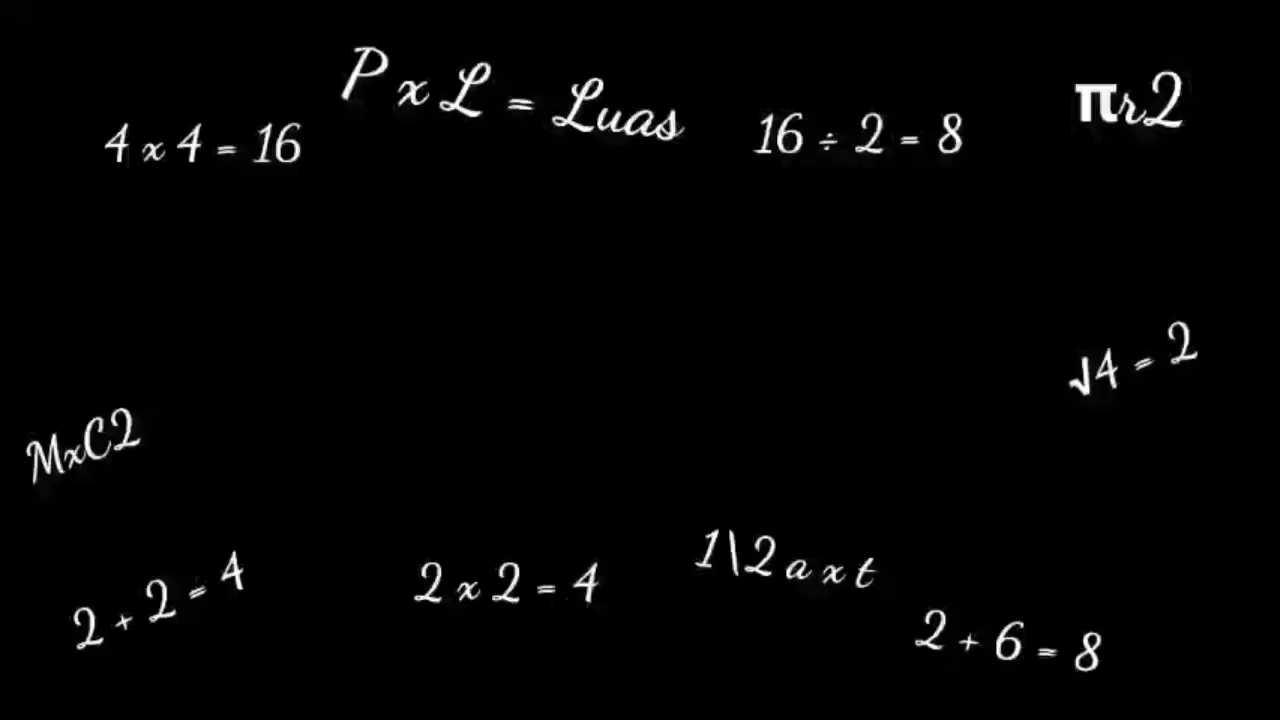 4 x 4 = 16
P x L = Luas
16 ÷ 2 = 8
πr2
√4 = 2
MxC2
2 + 2 = 4
2 x 2 = 4
1\2 a x t
2 + 6 = 8